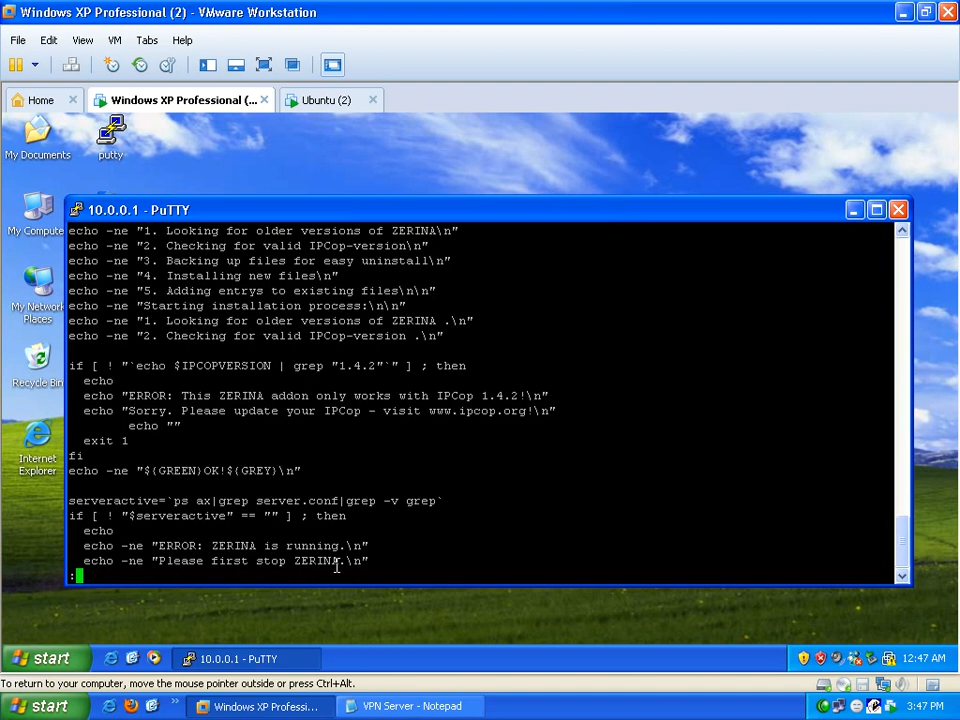 Windows XP Professional (2) - VMware Workstation
File Edit View VM Tabs Help
Home
Windows XP Professional (...
Ubuntu (2)
My Documents
putty
My Compute
My Network
Places
Recycle Bin
Internet
Explorer
10.0.0.1 - PuTTY
echo -ne "1. Looking for older versions of ZERINA\n"
echo -ne "2. Checking for valid IPCop-version\n"
echo -ne "3. Backing up files for easy uninstall\n"
echo -ne "4. Installing new files\n"
echo -ne "5. Adding entrys to existing files\n\n"
echo -ne "Starting installation process:\n\n"
echo -ne "1. Looking for older versions of ZERINA .\n"
echo -ne "2. Checking for valid IPCop-version .\n"
if [ ! "`echo $IPCOPVERSION | grep "1.4.2"`" ] ; then
echo
echo "ERROR: This ZERINA addon only works with IPCop 1.4.2!\n"
echo "Sorry. Please update your IPCop - visit www.ipcop.org!\n"
echo ""
exit 1
fi
echo -ne "${GREEN}OK!${GREY}\n"
serveractive=`ps ax|grep server.conf|grep -v grep`
if [ ! "$serveractive" == "" ] ; then
echo
echo -ne "ERROR: ZERINA is running.\n"
echo -ne "Please first stop ZERINA.\n"
:
start
10.0.0.1 - PuTTY
12:47 AM
To return to your computer, move the mouse pointer outside or press Ctrl+Alt.
start
Windows XP Professi...
VPN Server - Notepad
3:47 PM